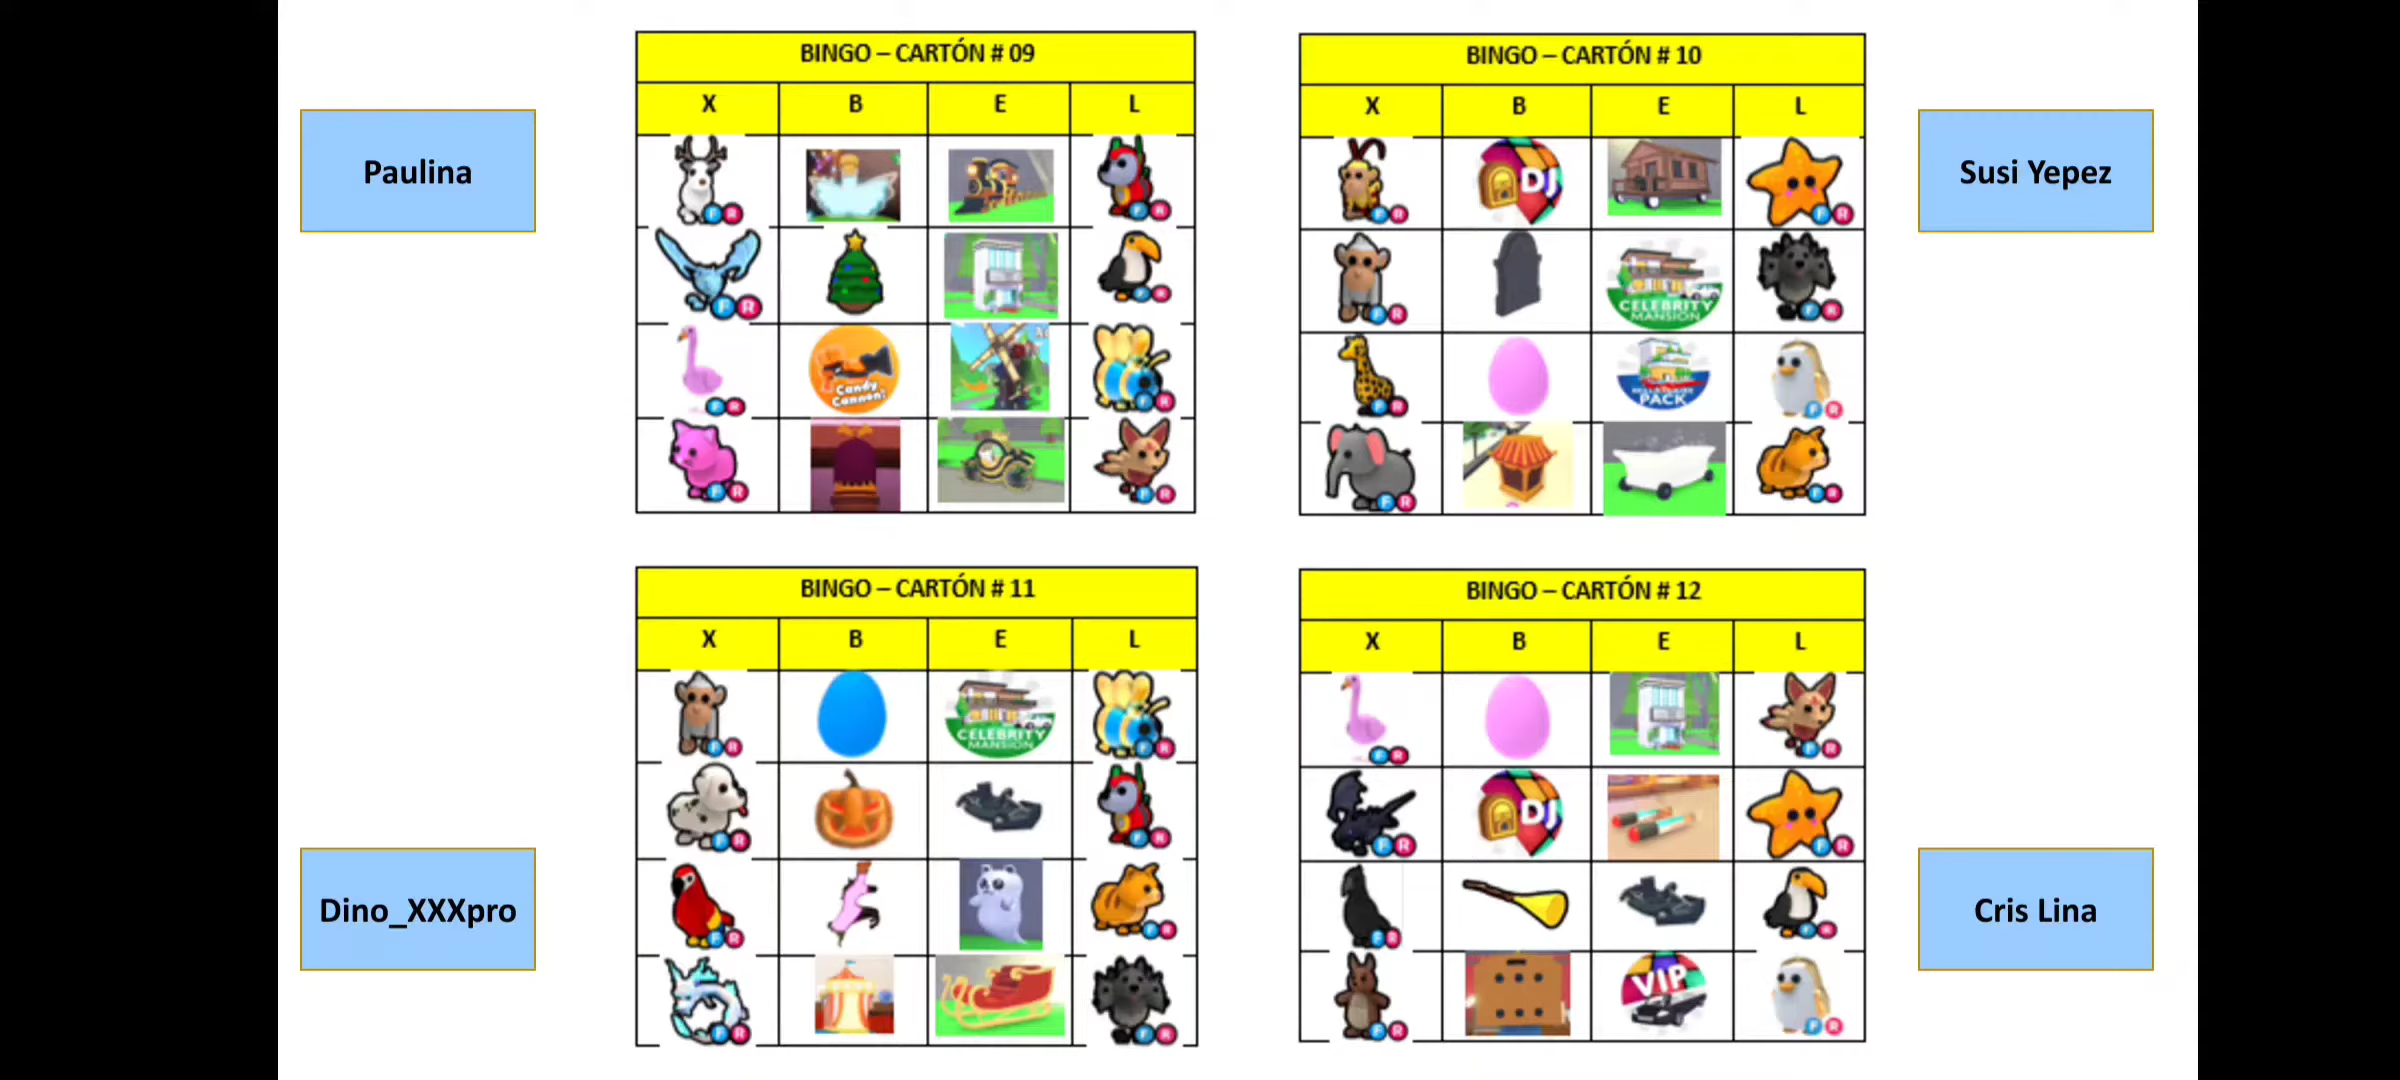 BINGO – CARTÓN # 09
X B E L
Paulina
Candy
Cannon!
BINGO – CARTÓN # 10
X B E L
Susi Yepez
DJ
CELEBRITY
MANSION
PACK
BINGO – CARTÓN # 11
X B E L
CELEBRITY
MANSION
Dino_XXXpro
BINGO – CARTÓN # 12
X B E L
DJ
Cris Lina
VIP